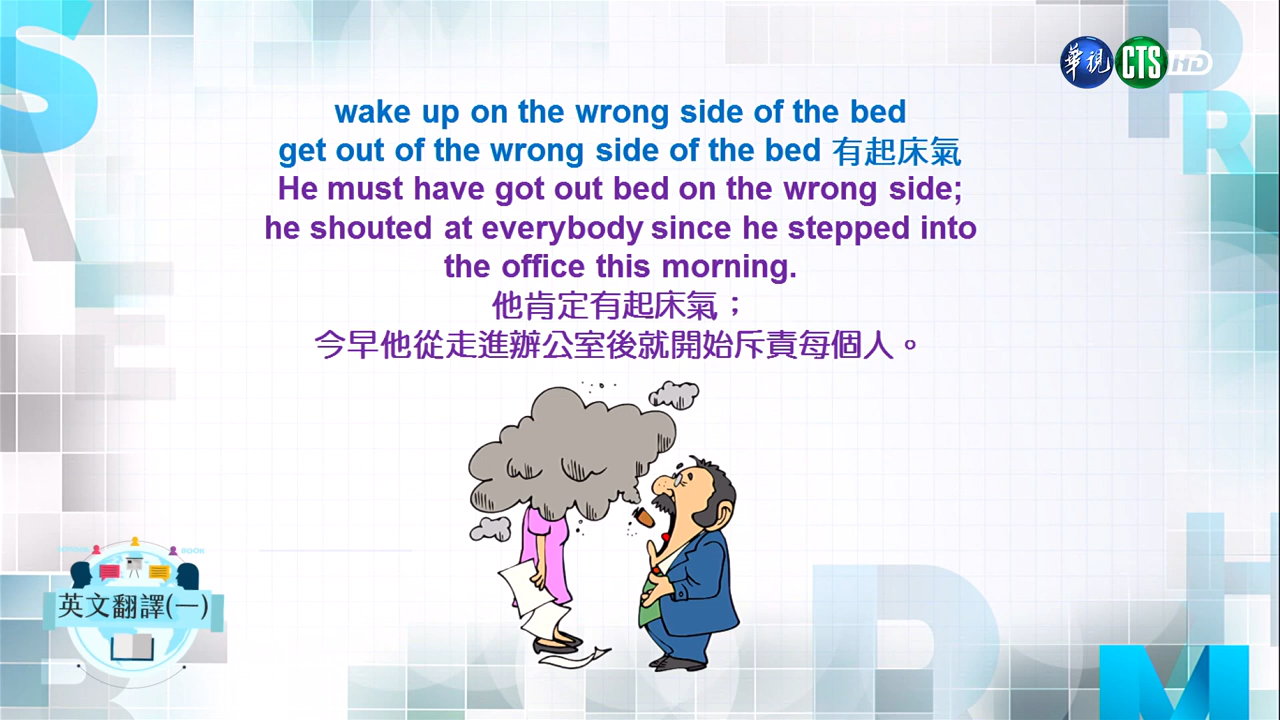 華視 CTS HD
wake up on the wrong side of the bed
get out of the wrong side of the bed 有起床氣
He must have got out bed on the wrong side;
he shouted at everybody since he stepped into
the office this morning.
他肯定有起床氣；
今早他從走進辦公室後就開始斥責每個人。
BOOK
英文翻譯(一)
M